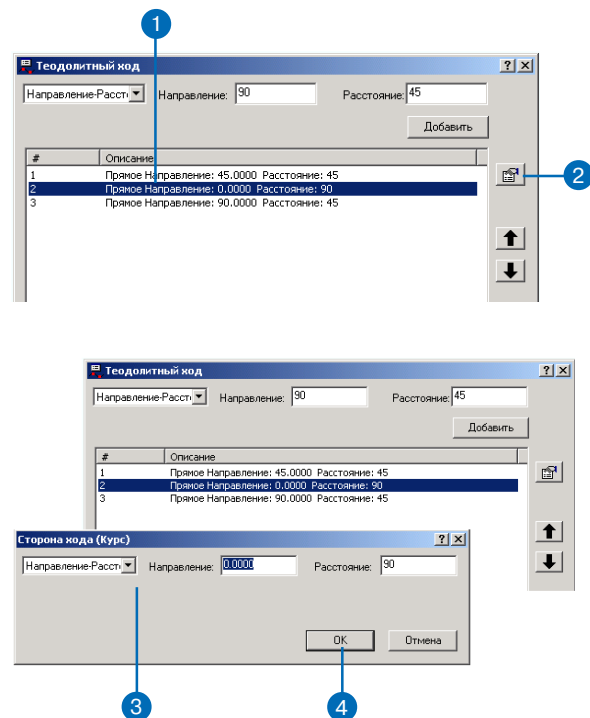 1
Теодолитный ход
Направление-Расст Направление: 90 Расстояние: 45
Добавить
# Описание
1 Прямое Направление: 45.0000 Расстояние: 45
2 Прямое Направление: 0.0000 Расстояние: 90
3 Прямое Направление: 90.0000 Расстояние: 45
2
Теодолитный ход
Направление-Расст Направление: 90 Расстояние: 45
Добавить
# Описание
1 Прямое Направление: 45.0000 Расстояние: 45
2 Прямое Направление: 0.0000 Расстояние: 90
3 Прямое Направление: 90.0000 Расстояние: 45
Сторона хода (Курс)
Направление-Расст Направление: 0.0000 Расстояние: 90
OK Отмена
3 4